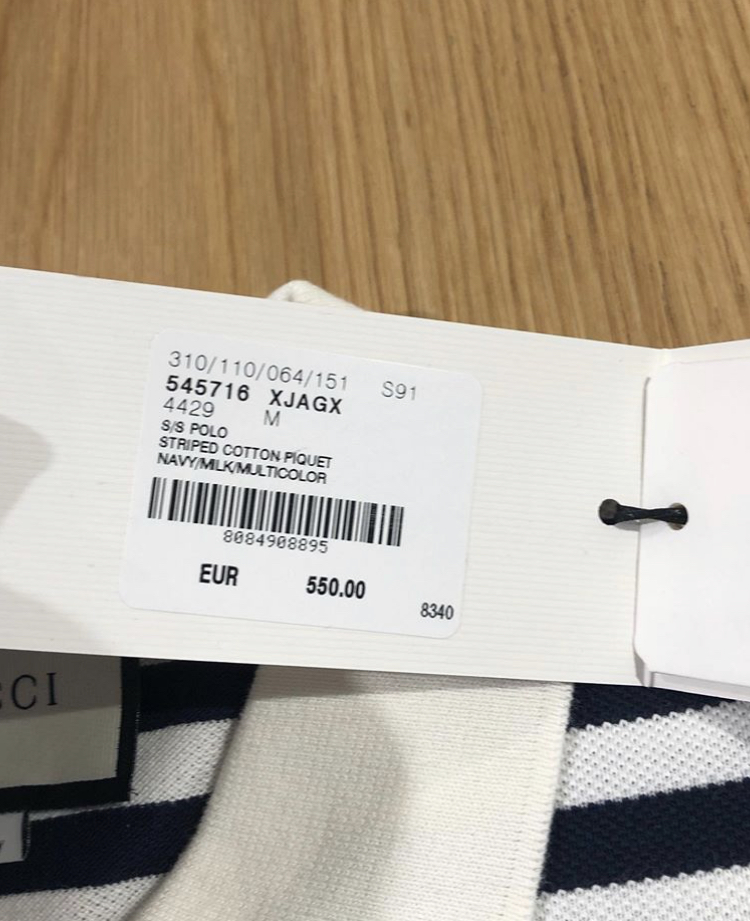 310/110/064/151 S91
545716 XJAGX
4429 M
S/S POLO
STRIPED COTTON PIQUET
NAVY/MILK/MULTICOLOR
8084908895
EUR 550.00
8340
CCI